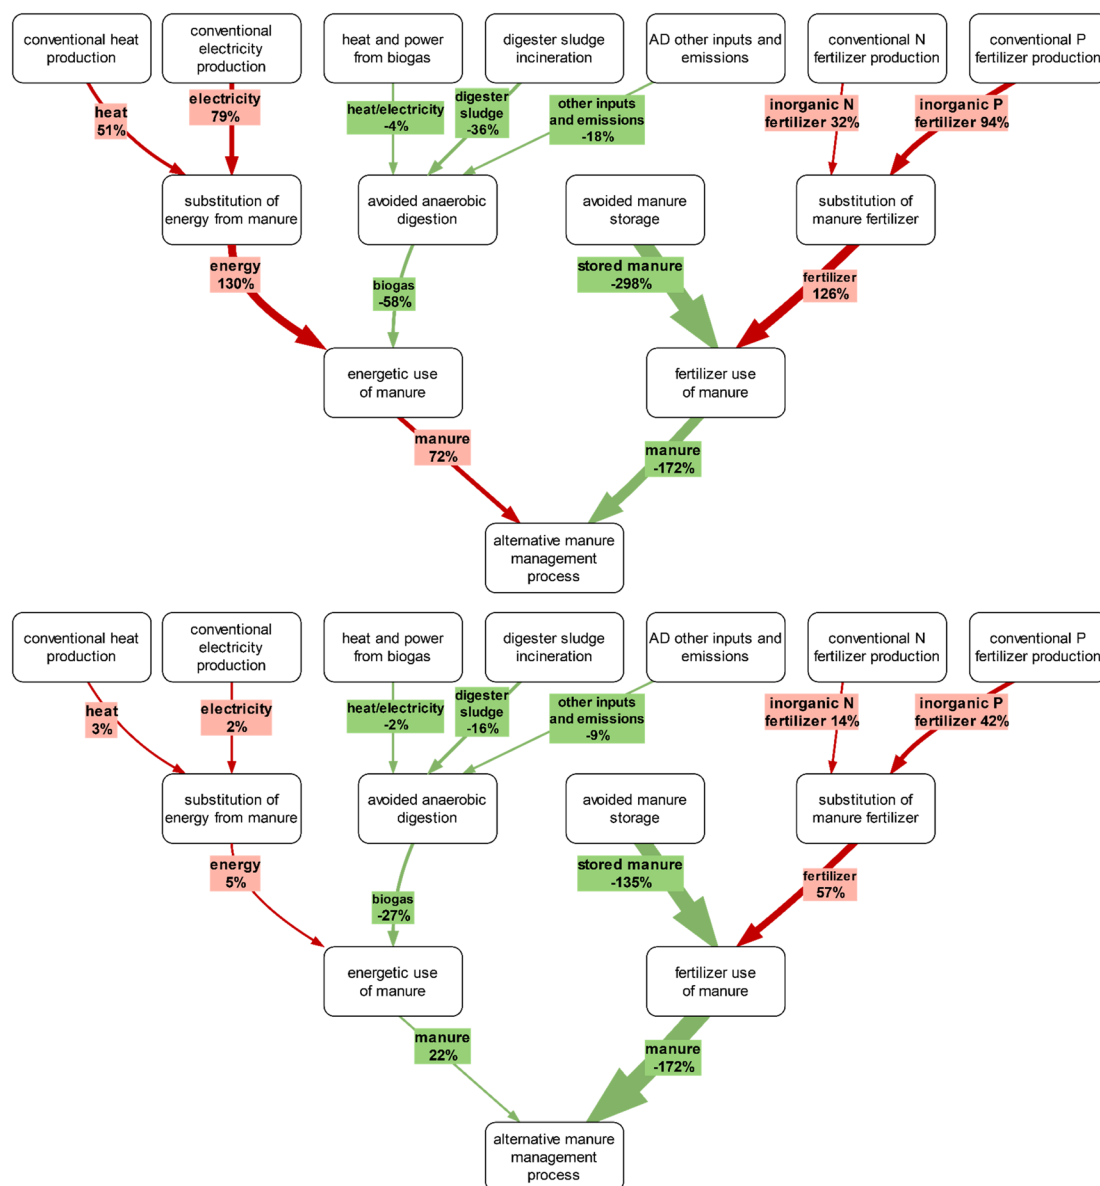 conventional heat
production
conventional
electricity
production
heat and power
from biogas
digester sludge
incineration
AD other inputs and
emissions
conventional N
fertilizer production
conventional P
fertilizer production
heat
51%
electricity
79%
heat/electricity
-4%
digester
sludge
-36%
other inputs
and emissions
-18%
inorganic N
fertilizer 32%
inorganic P
fertilizer 94%
substitution of
energy from manure
avoided anaerobic
digestion
avoided manure
storage
substitution of
manure fertilizer
energy
130%
biogas
-58%
stored manure
-298%
fertilizer
126%
energetic use
of manure
fertilizer use
of manure
manure
72%
manure
-172%
alternative manure
management
process
conventional heat
production
conventional
electricity
production
heat and power
from biogas
digester sludge
incineration
AD other inputs and
emissions
conventional N
fertilizer production
conventional P
fertilizer production
heat
3%
electricity
2%
heat/electricity
-2%
digester
sludge
-16%
other inputs
and emissions
-9%
inorganic N
fertilizer 14%
inorganic P
fertilizer 42%
substitution of
energy from manure
avoided anaerobic
digestion
avoided manure
storage
substitution of
manure fertilizer
energy
5%
biogas
-27%
stored manure
-135%
fertilizer
57%
energetic use
of manure
fertilizer use
of manure
manure
22%
manure
-172%
alternative manure
management
process